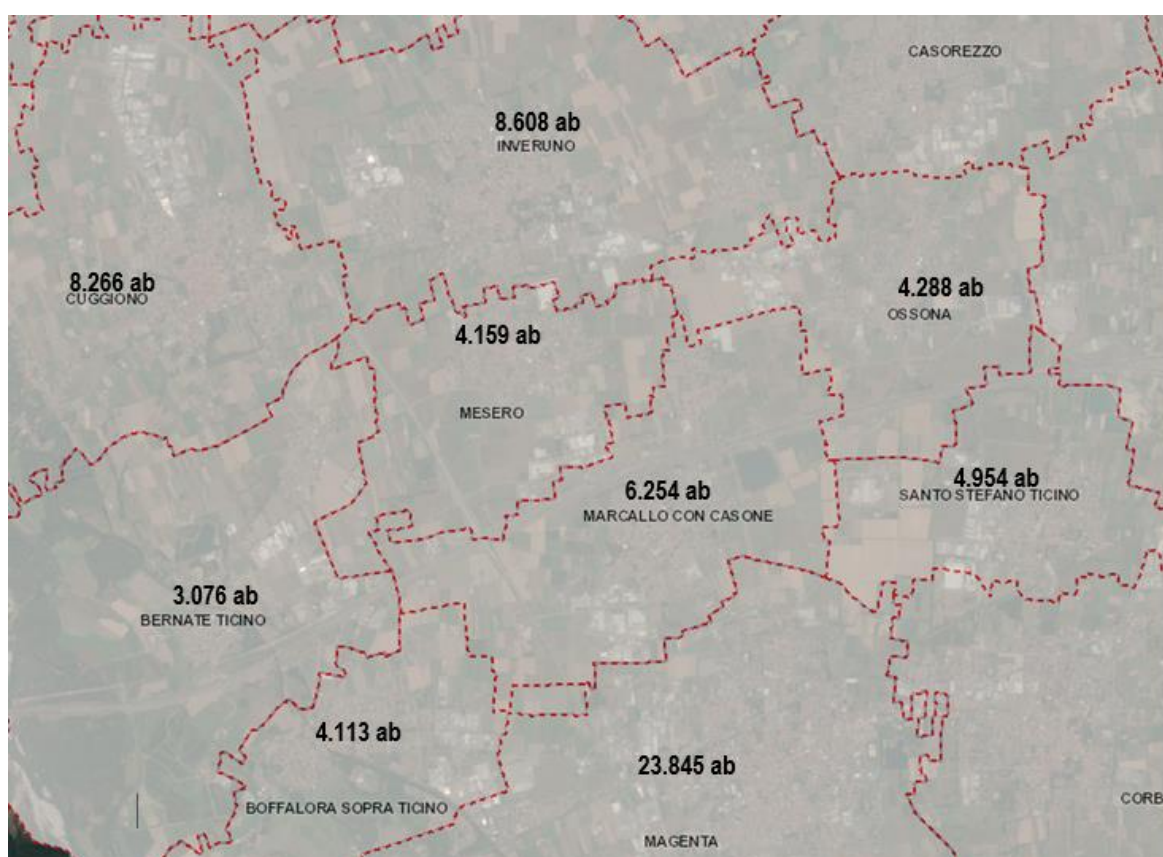 CASOREZZO
8.608 ab
INVERUNO
8.266 ab
CUGGIONO
4.288 ab
OSSONA
4.159 ab
MESERO
6.254 ab
MARCALLO CON CASONE
4.954 ab
SANTO STEFANO TICINO
3.076 ab
BERNATE TICINO
4.113 ab
BOFFALORA SOPRA TICINO
23.845 ab
MAGENTA
CORB